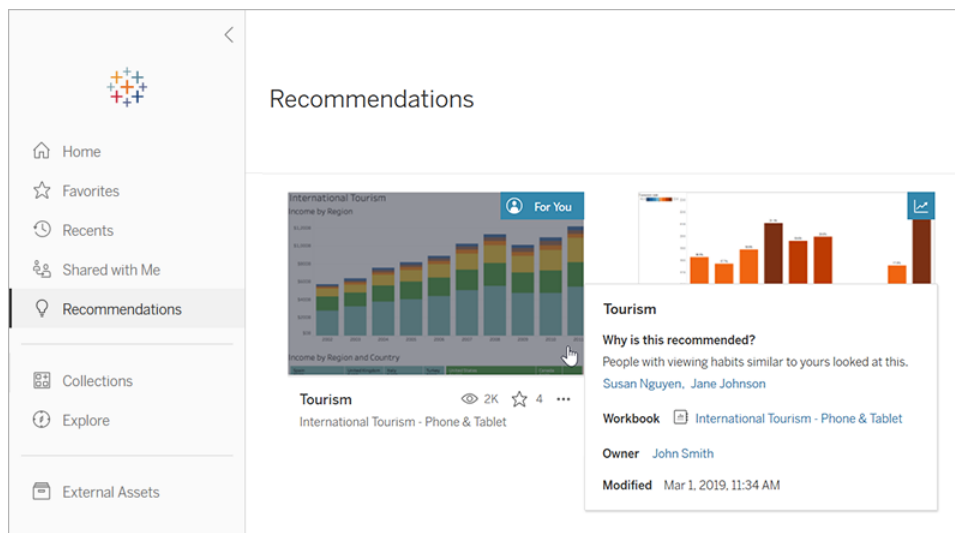 Recommendations
Home
Favorites
Recents
Shared with Me
Recommendations
Collections
Explore
External Assets
International Tourism
Income by Region
For You
Income by Region and Country
Tourism
2K
4
International Tourism - Phone & Tablet
Tourism
Why is this recommended?
People with viewing habits similar to yours looked at this.
Susan Nguyen, Jane Johnson
Workbook International Tourism - Phone & Tablet
Owner John Smith
Modified Mar 1, 2019, 11:34 AM